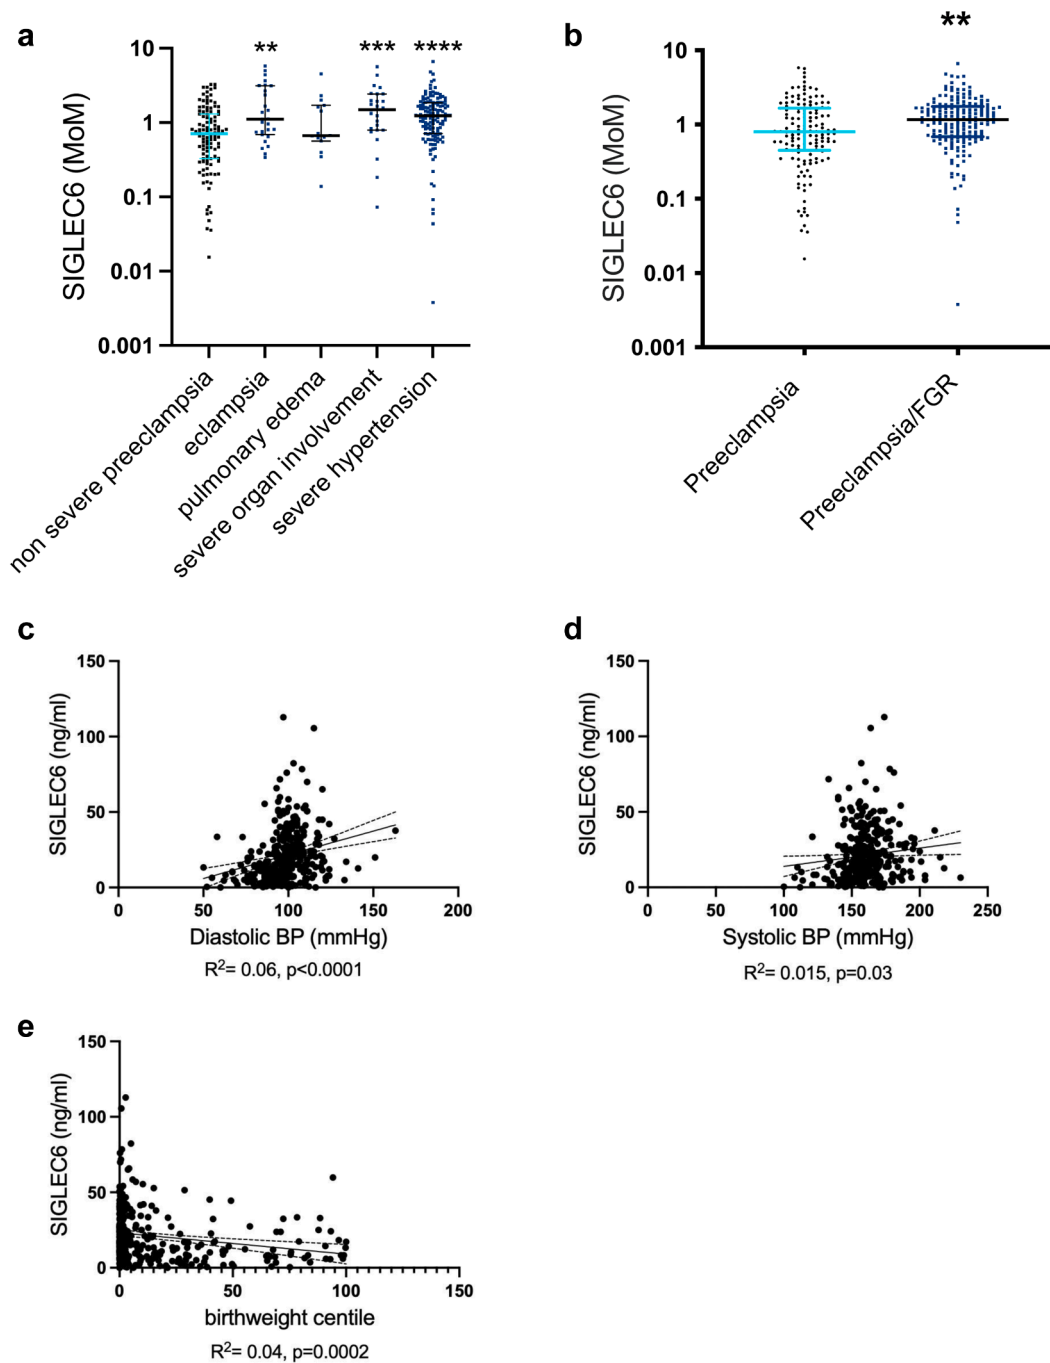 a
** *** ****
SIGLEC6 (MoM)
10
1
0.1
0.01
0.001
non severe preeclampsia
eclampsia
pulmonary edema
severe organ involvement
severe hypertension
b
**
SIGLEC6 (MoM)
10
1
0.1
0.01
0.001
Preeclampsia
Preeclampsia/FGR
c
SIGLEC6 (ng/ml)
150
100
50
0
0 50 100 150 200
Diastolic BP (mmHg)
R²= 0.06, p<0.0001
d
SIGLEC6 (ng/ml)
150
100
50
0
0 50 100 150 200 250
Systolic BP (mmHg)
R²= 0.015, p=0.03
e
SIGLEC6 (ng/ml)
150
100
50
0
0 50 100 150
birthweight centile
R²= 0.04, p=0.0002